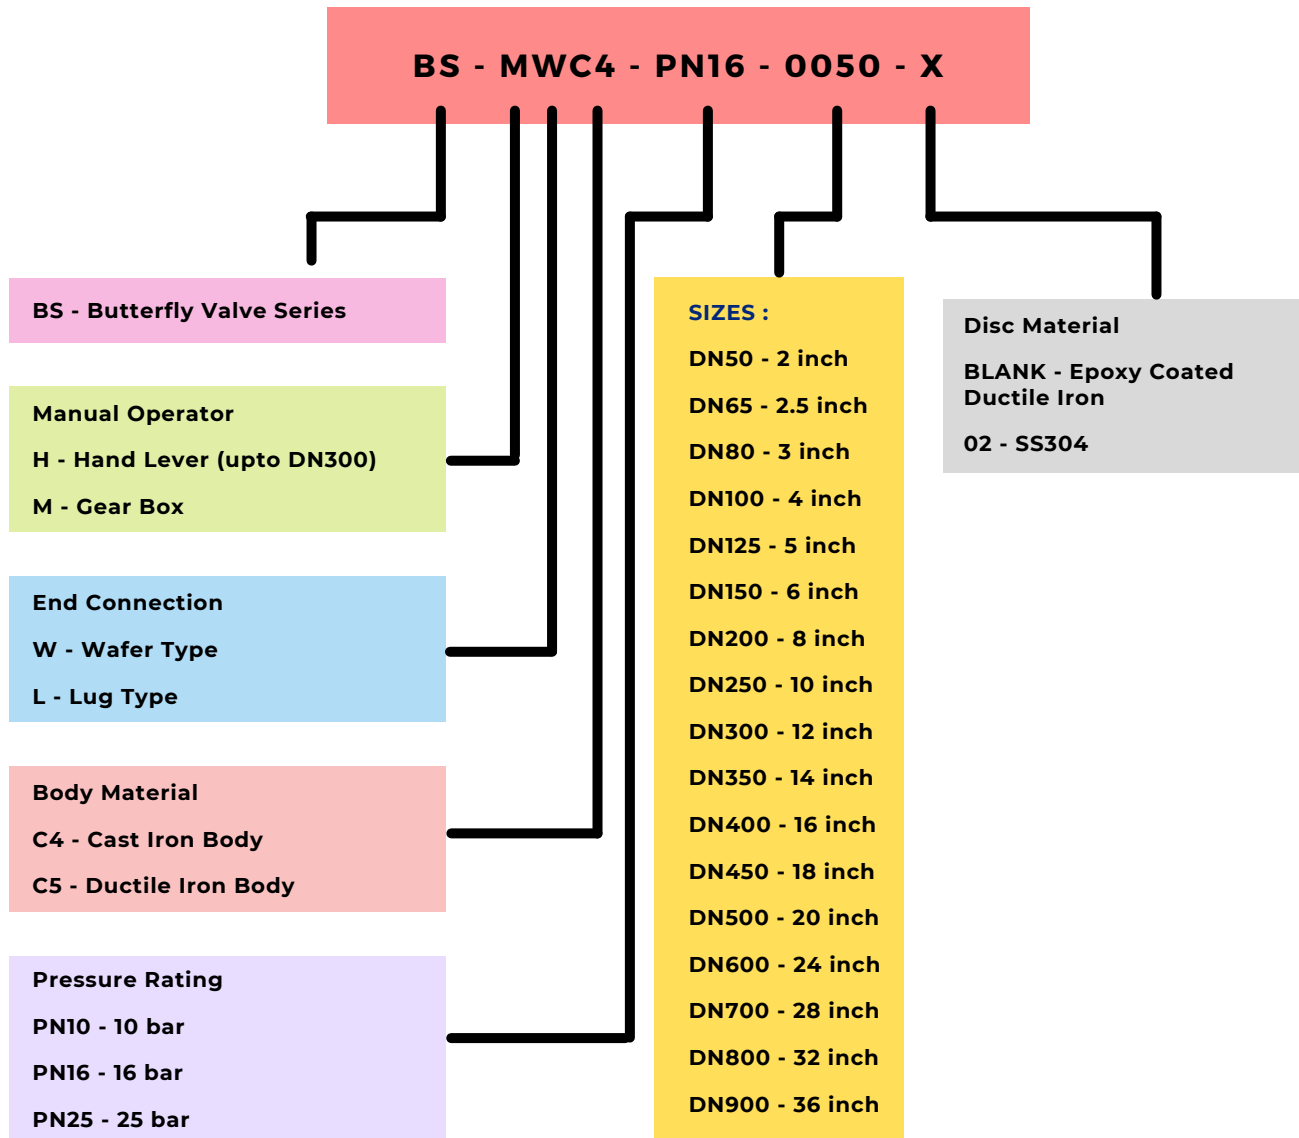 BS - MWC4 - PN16 - 0050 - X
BS - Butterfly Valve Series
Manual Operator
H - Hand Lever (upto DN300)
M - Gear Box
End Connection
W - Wafer Type
L - Lug Type
Body Material
C4 - Cast Iron Body
C5 - Ductile Iron Body
Pressure Rating
PN10 - 10 bar
PN16 - 16 bar
PN25 - 25 bar
SIZES :
DN50 - 2 inch
DN65 - 2.5 inch
DN80 - 3 inch
DN100 - 4 inch
DN125 - 5 inch
DN150 - 6 inch
DN200 - 8 inch
DN250 - 10 inch
DN300 - 12 inch
DN350 - 14 inch
DN400 - 16 inch
DN450 - 18 inch
DN500 - 20 inch
DN600 - 24 inch
DN700 - 28 inch
DN800 - 32 inch
DN900 - 36 inch
Disc Material
BLANK - Epoxy Coated
Ductile Iron
02 - SS304